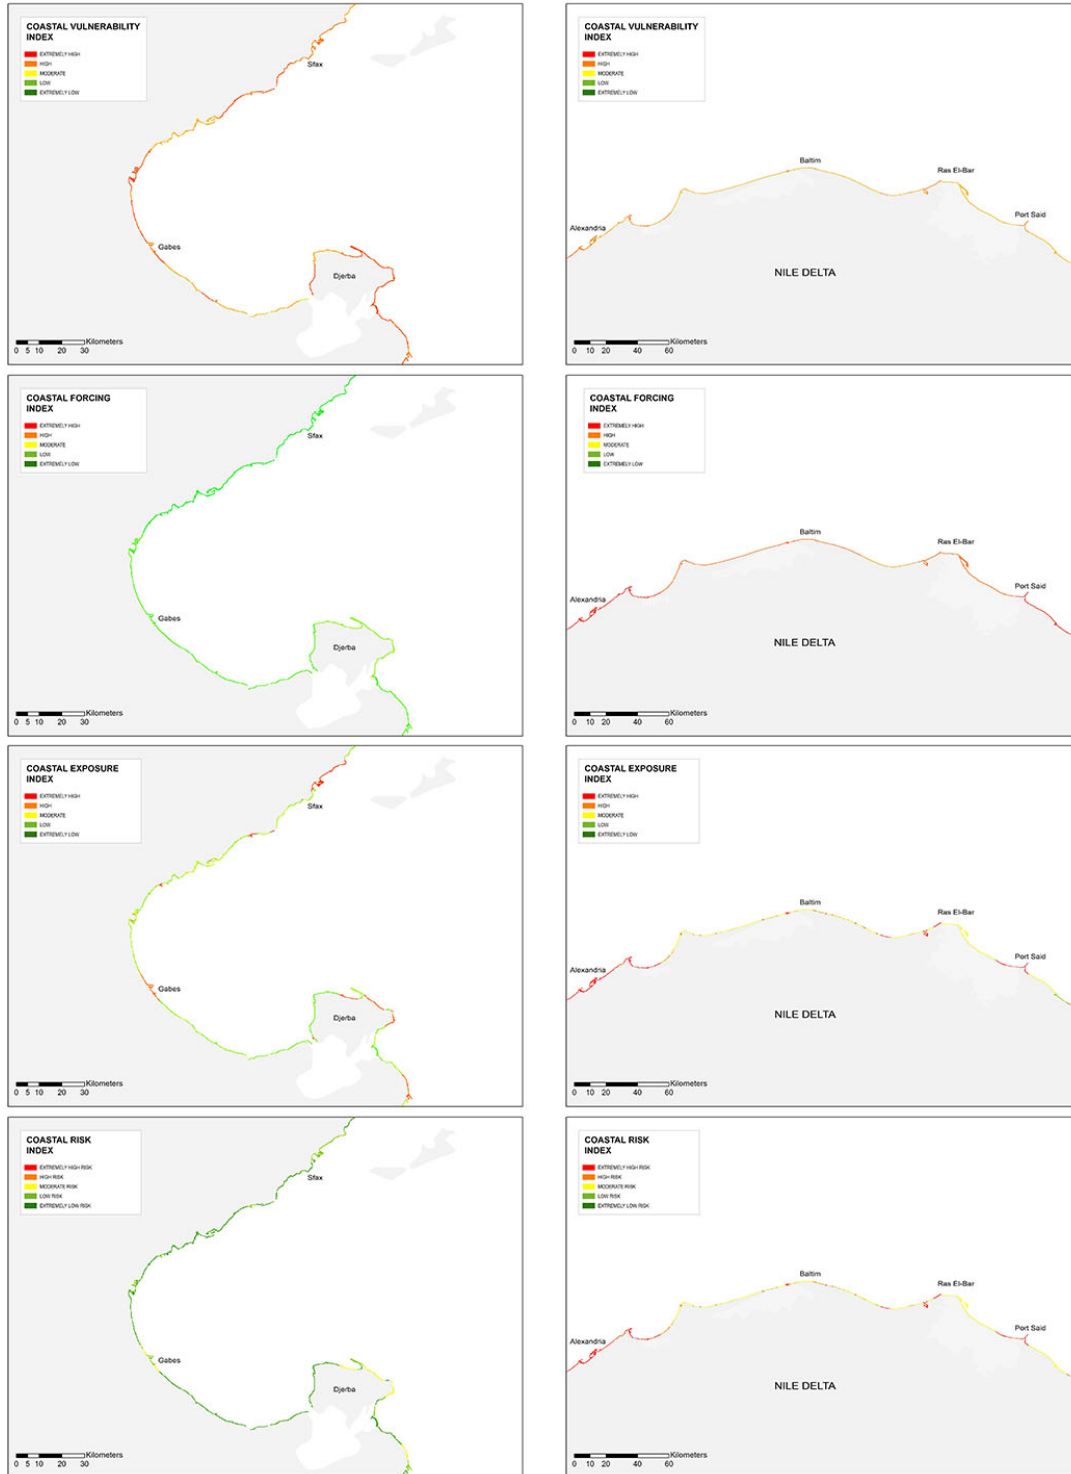 COASTAL VULNERABILITY
INDEX
EXTREMELY HIGH
HIGH
MODERATE
LOW
EXTREMELY LOW
Sfax
Gabes
Djerba
Kilometers
0 5 10 20 30
COASTAL VULNERABILITY
INDEX
EXTREMELY HIGH
HIGH
MODERATE
LOW
EXTREMELY LOW
Baltim
Ras El-Bar
Port Said
Alexandria
NILE DELTA
Kilometers
0 10 20 40 60
COASTAL FORCING
INDEX
EXTREMELY HIGH
HIGH
MODERATE
LOW
EXTREMELY LOW
Sfax
Gabes
Djerba
Kilometers
0 5 10 20 30
COASTAL FORCING
INDEX
EXTREMELY HIGH
HIGH
MODERATE
LOW
EXTREMELY LOW
Baltim
Ras El-Bar
Alexandria
Port Said
NILE DELTA
Kilometers
0 10 20 40 60
COASTAL EXPOSURE
INDEX
EXTREMELY HIGH
HIGH
MODERATE
LOW
EXTREMELY LOW
Sfax
Gabes
Djerba
Kilometers
0 5 10 20 30
COASTAL EXPOSURE
INDEX
EXTREMELY HIGH
HIGH
MODERATE
LOW
EXTREMELY LOW
Baltim
Ras El-Bar
Port Said
Alexandria
NILE DELTA
Kilometers
0 10 20 40 60
COASTAL RISK
INDEX
EXTREMELY HIGH RISK
HIGH RISK
MODERATE RISK
LOW RISK
EXTREMELY LOW RISK
Sfax
Gabes
Djerba
Kilometers
0 5 10 20 30
COASTAL RISK
INDEX
EXTREMELY HIGH RISK
HIGH RISK
MODERATE RISK
LOW RISK
EXTREMELY LOW RISK
Baltim
Ras El-Bar
Port Said
Alexandria
NILE DELTA
Kilometers
0 10 20 40 60